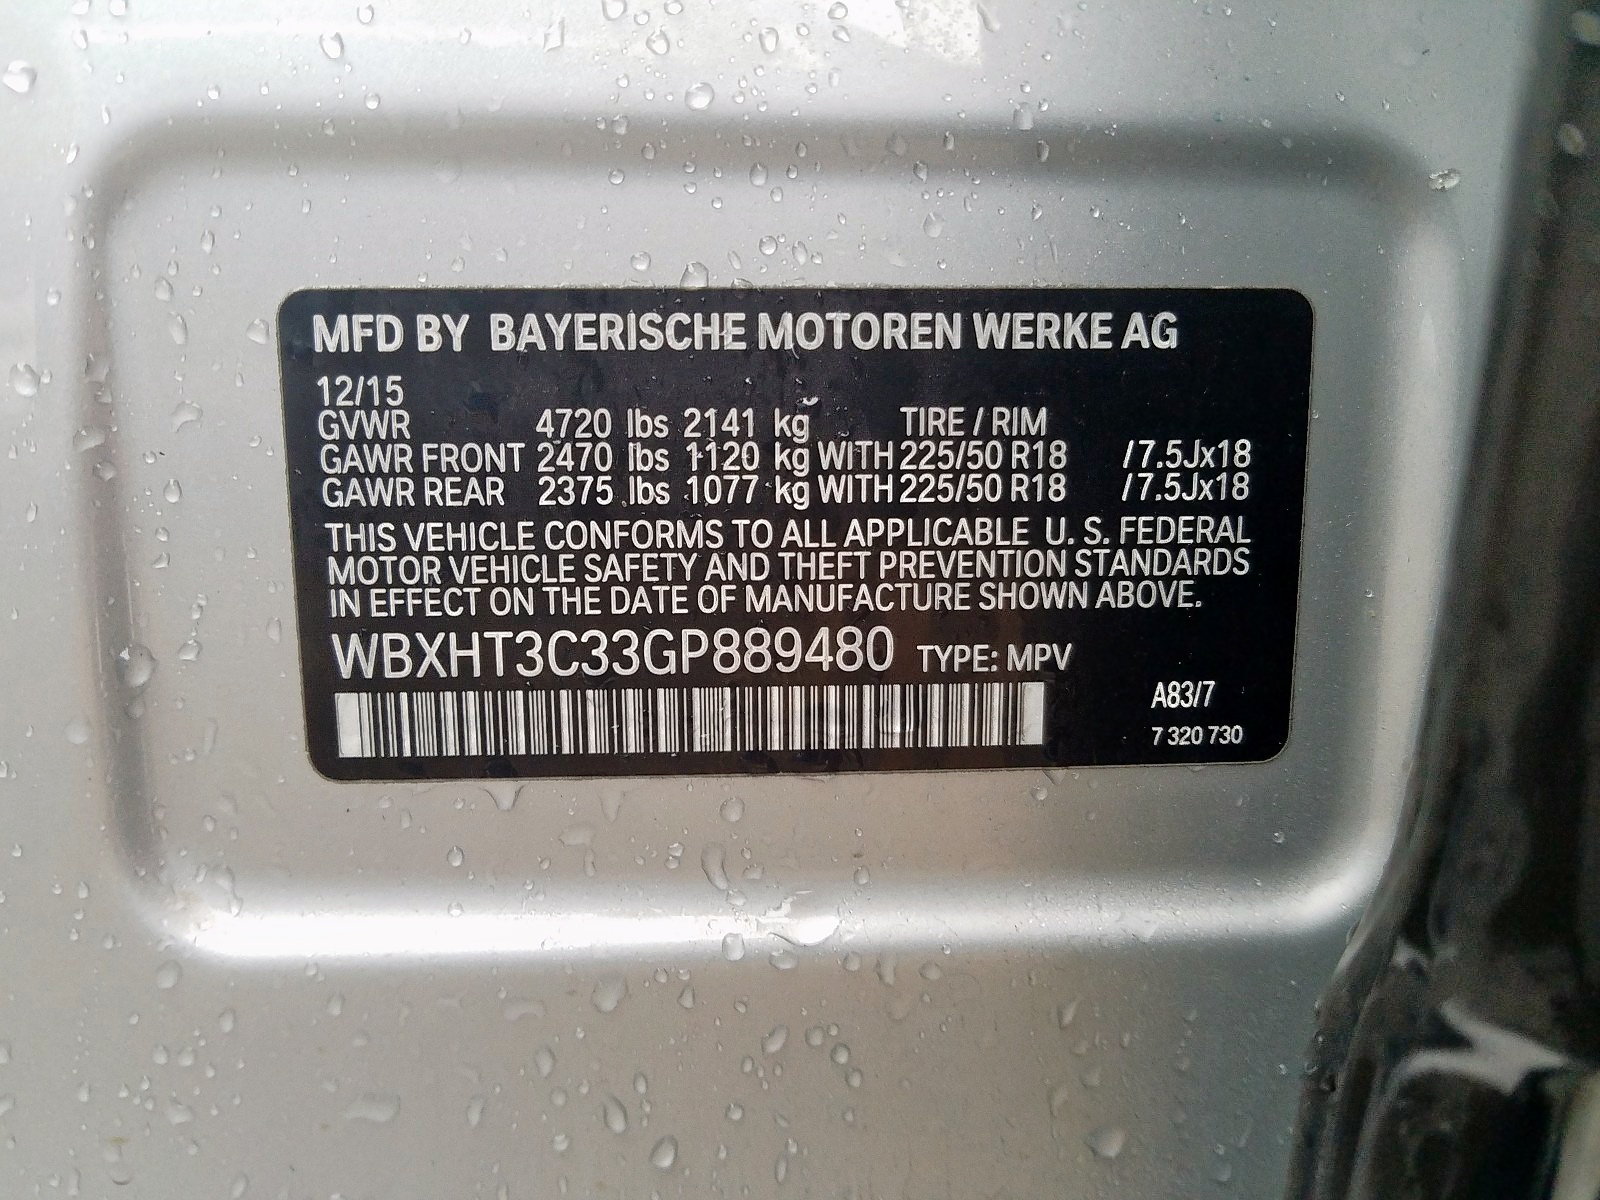 MFD BY BAYERISCHE MOTOREN WERKE AG
12/15
GVWR 4720 lbs 2141 kg TIRE / RIM
GAWR FRONT 2470 lbs 1120 kg WITH 225/50 R18 /7.5Jx18
GAWR REAR 2375 lbs 1077 kg WITH 225/50 R18 /7.5Jx18
THIS VEHICLE CONFORMS TO ALL APPLICABLE U. S. FEDERAL
MOTOR VEHICLE SAFETY AND THEFT PREVENTION STANDARDS
IN EFFECT ON THE DATE OF MANUFACTURE SHOWN ABOVE.
WBXHT3C33GP889480 TYPE: MPV
A83/7
7 320 730